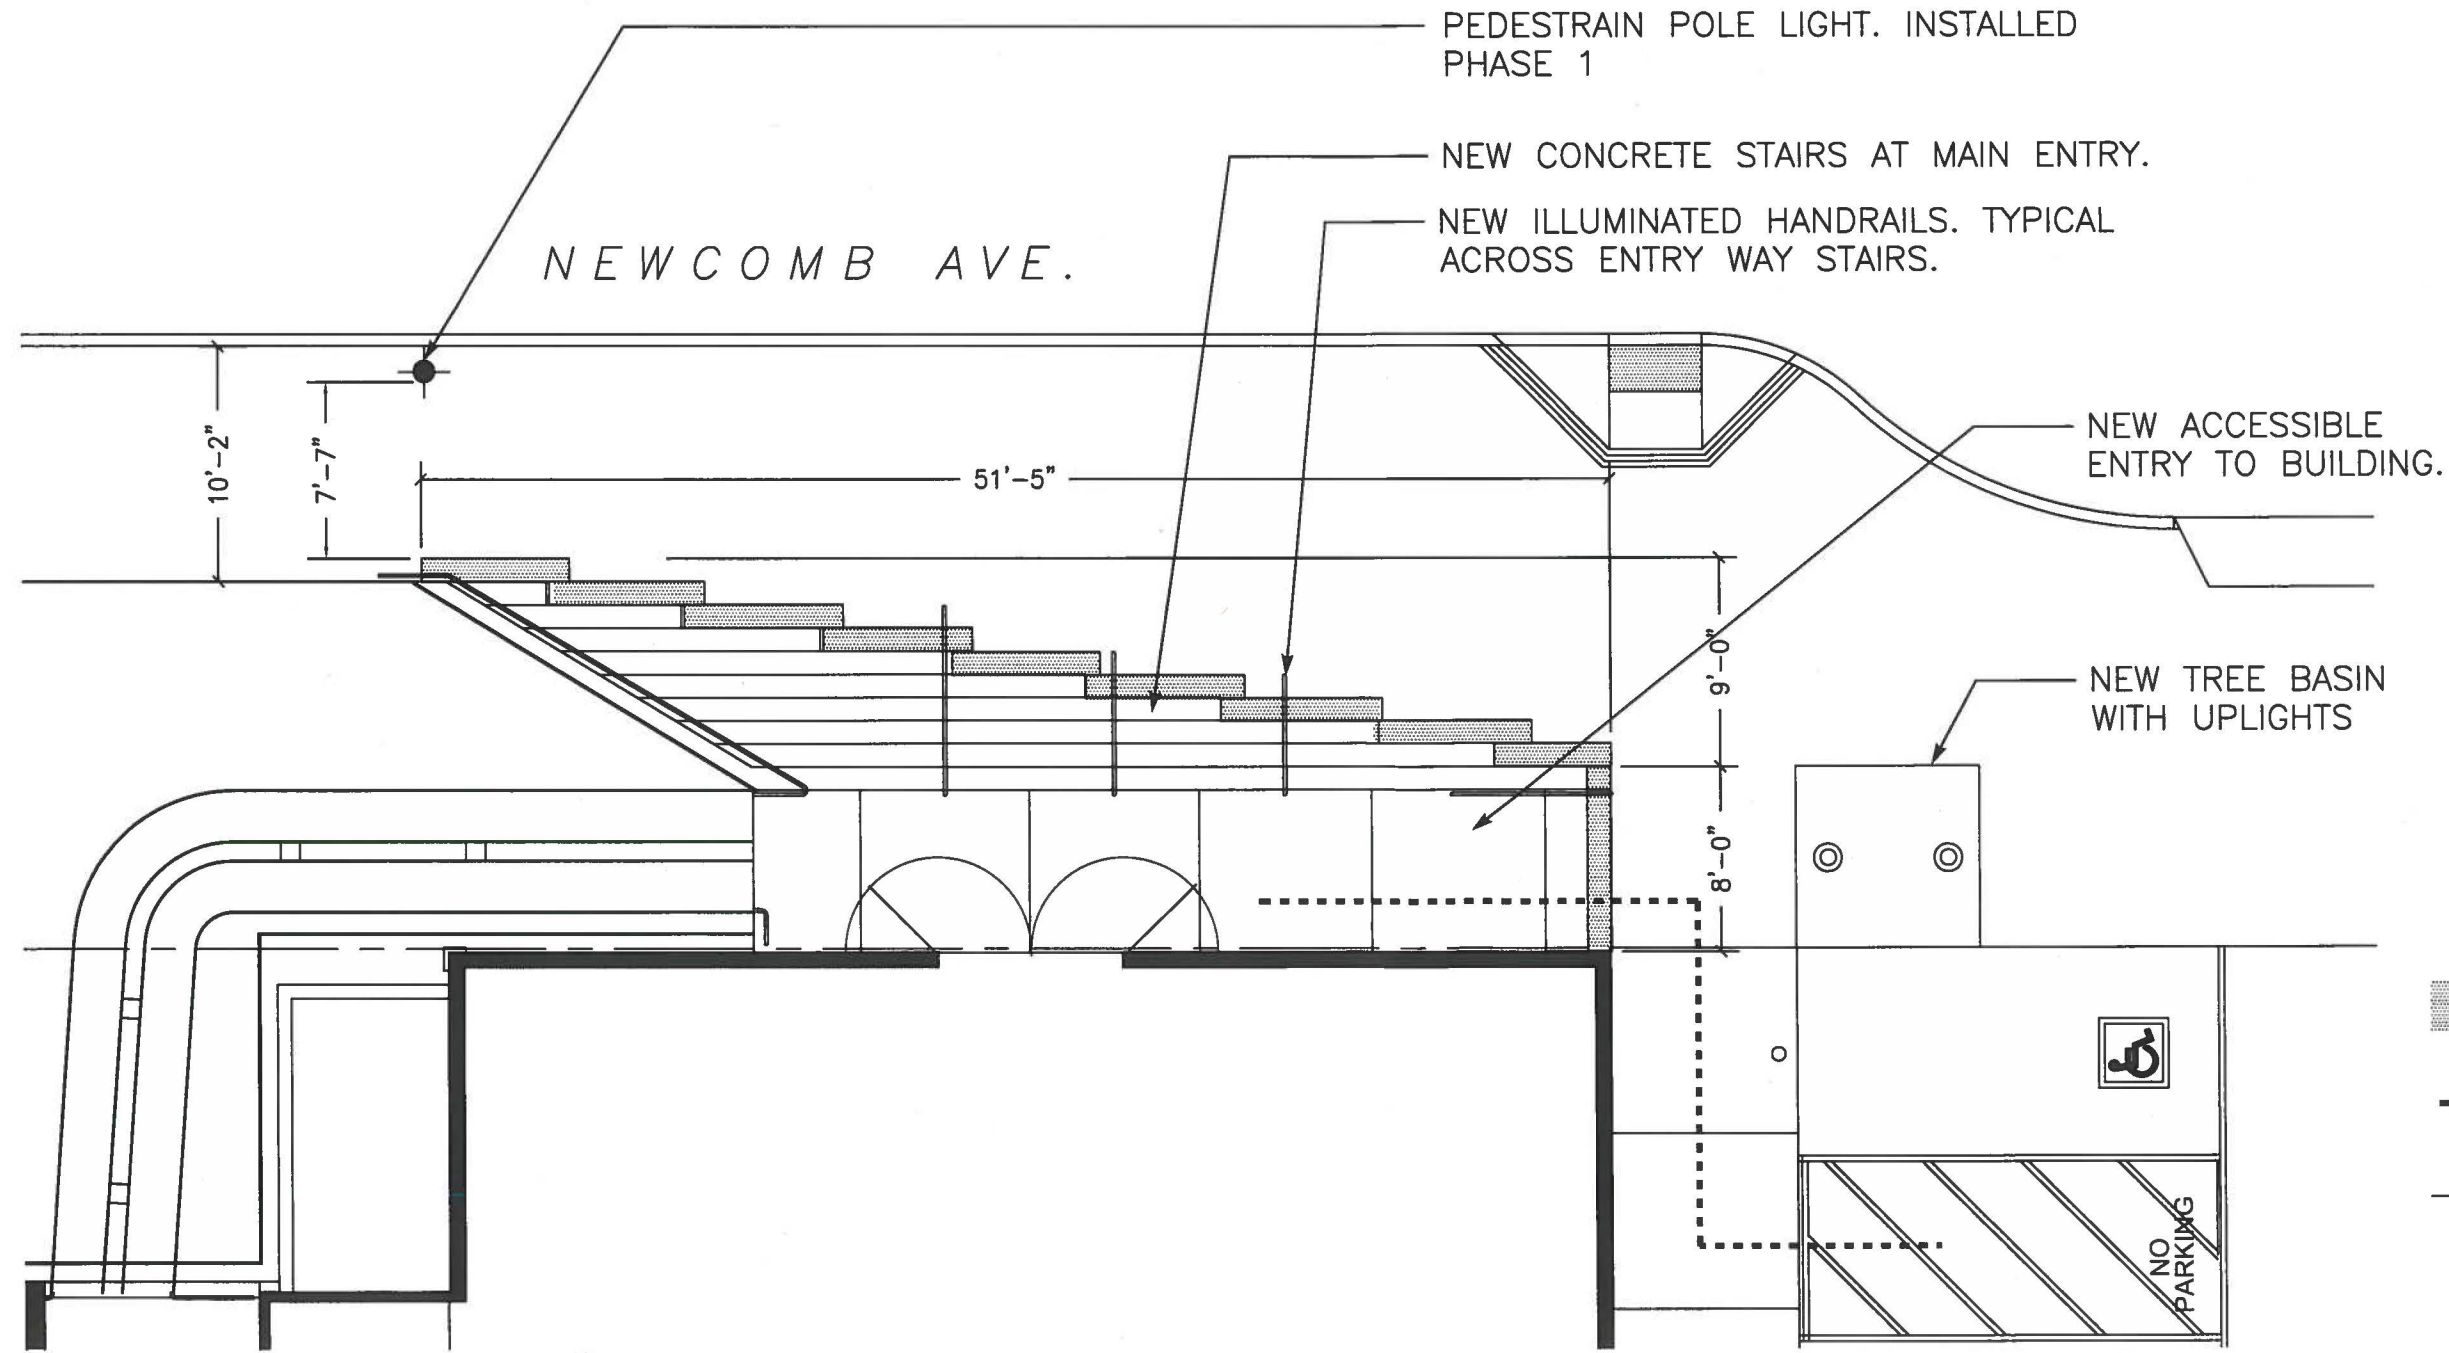 PEDESTRAIN POLE LIGHT. INSTALLED
PHASE 1
NEW CONCRETE STAIRS AT MAIN ENTRY.
NEW ILLUMINATED HANDRAILS. TYPICAL
ACROSS ENTRY WAY STAIRS.
NEWCOMB AVE.
NEW ACCESSIBLE
ENTRY TO BUILDING.
10'-2"
7'-7"
51'-5"
9'-0"
NEW TREE BASIN
WITH UPLIGHTS
8'-0"
NO
PARKING